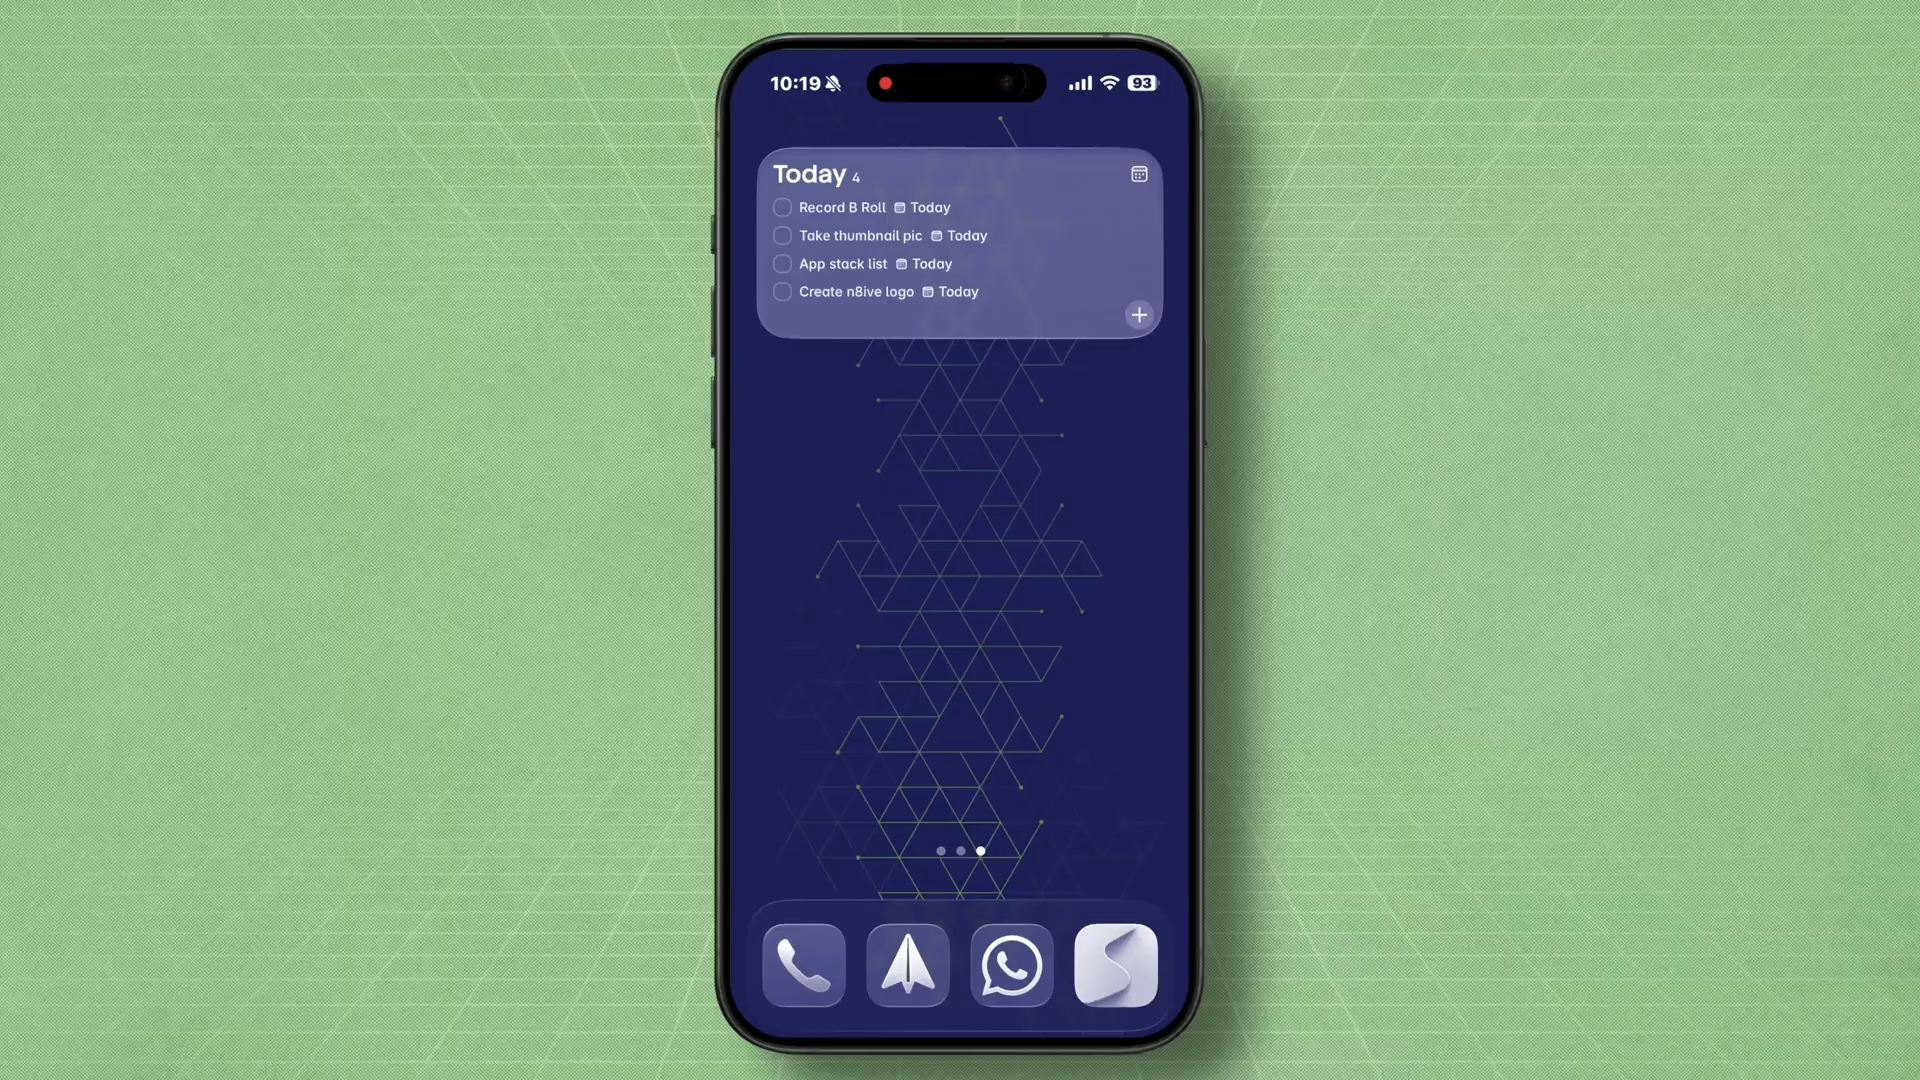 10:19 93
Today 4
Record B Roll Today
Take thumbnail pic Today
App stack list Today
Create n8ive logo Today